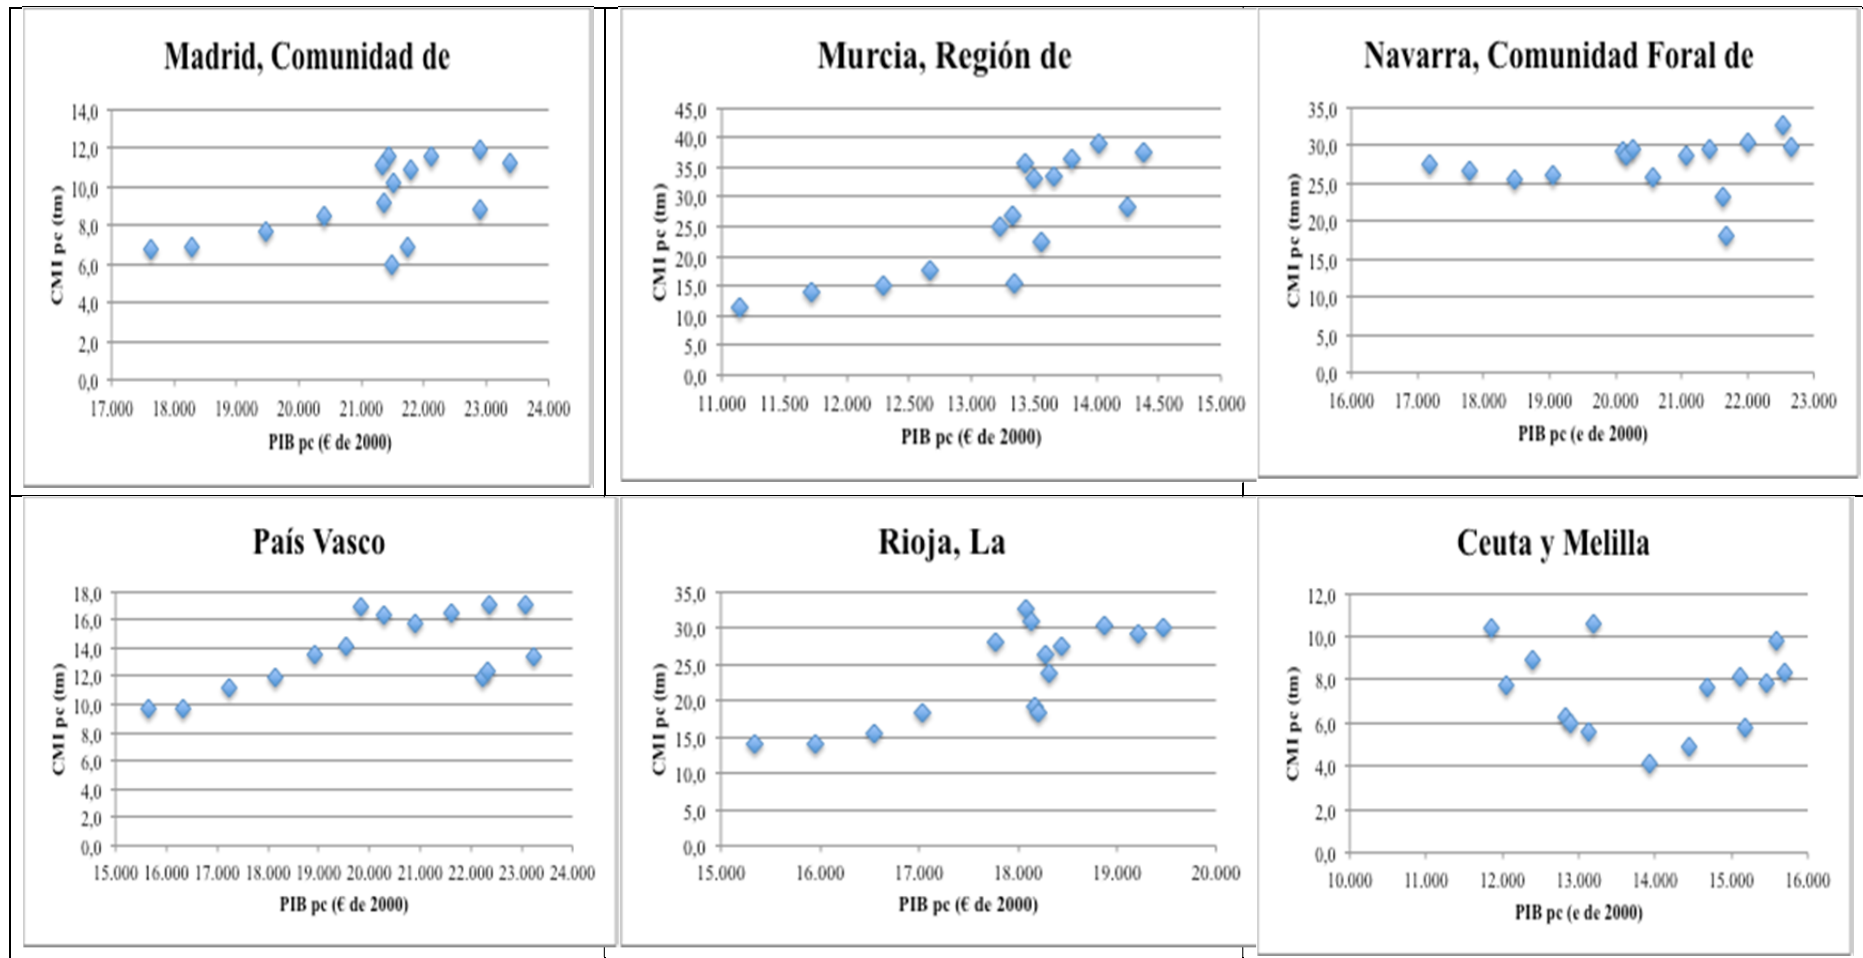 Madrid, Comunidad de
14,0
12,0
10,0
8,0
6,0
4,0
2,0
0,0
CMI pc (tm)
17.000 18.000 19.000 20.000 21.000 22.000 23.000 24.000
PIB pc (€ de 2000)
Murcia, Región de
45,0
40,0
35,0
30,0
25,0
20,0
15,0
10,0
5,0
0,0
CMI pc (tm)
11.000 11.500 12.000 12.500 13.000 13.500 14.000 14.500 15.000
PIB pc (€ de 2000)
Navarra, Comunidad Foral de
35,0
30,0
25,0
20,0
15,0
10,0
5,0
0,0
CMI pc (tmm)
16.000 17.000 18.000 19.000 20.000 21.000 22.000 23.000
PIB pc (e de 2000)
País Vasco
18,0
16,0
14,0
12,0
10,0
8,0
6,0
4,0
2,0
0,0
CMI pc (tm)
15.000 16.000 17.000 18.000 19.000 20.000 21.000 22.000 23.000 24.000
PIB pc (€ de 2000)
Rioja, La
35,0
30,0
25,0
20,0
15,0
10,0
5,0
0,0
CMI pc (tm)
15.000 16.000 17.000 18.000 19.000 20.000
PIB pc (€ de 2000)
Ceuta y Melilla
12,0
10,0
8,0
6,0
4,0
2,0
0,0
CMI pc (tm)
10.000 11.000 12.000 13.000 14.000 15.000 16.000
PIB pc (e de 2000)